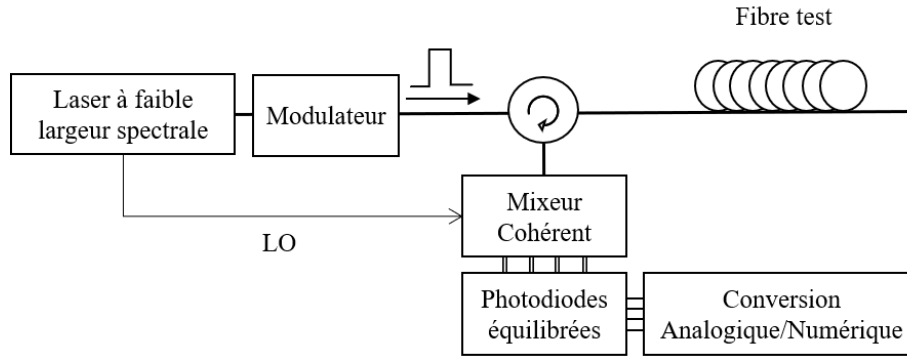 Fibre test
Laser à faible
largeur spectrale
Modulateur
LO
Mixeur
Cohérent
Photodiodes
équilibrées
Conversion
Analogique/Numérique